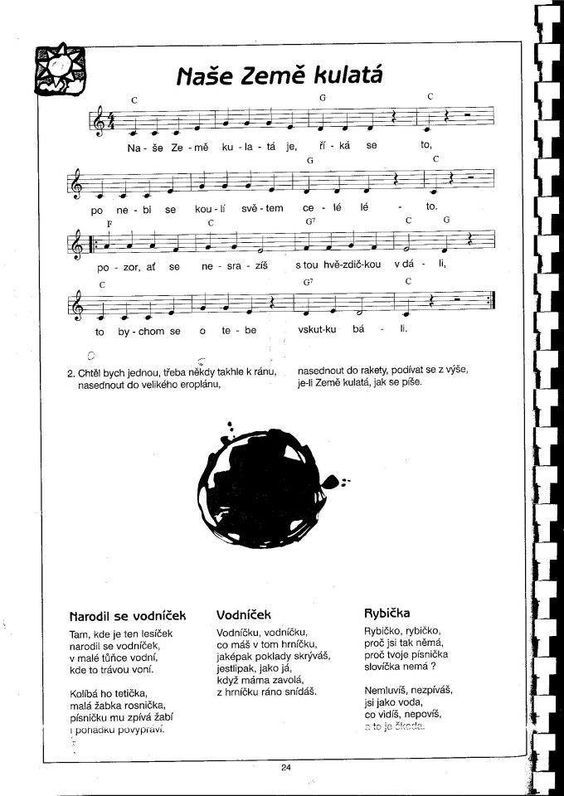 Naše Země kulatá
C G C
4
4
Na - še Ze - mě ku - la - tá je, ří - ká se to,
G C
po ne - bi se kou - lí svě - tem ce - lé lé - to.
F C G7 C G
po - zor, ať se ne - sra - zíš s tou hvě-zdič-kou v dá - li,
C G7 C
to by - chom se o te - be vskut-ku bá - li.
2. Chtěl bych jednou, třeba někdy takhle k ránu,
nasednout do velikého eroplánu,
nasednout do rakety, podívat se z výše,
je-li Země kulatá, jak se píše.
Narodil se vodníček
Tam, kde je ten lesíček
narodil se vodníček,
v malé tůňce vodní,
kde to trávou voní.
Kolíbá ho tetička,
malá žabka rosnička,
písničku mu zpívá žabí
i pohádku povypráví.
Vodníček
Vodníčku, vodníčku,
co máš v tom hrníčku,
jaképak poklady skrýváš,
jestlipak, jako já,
když máma zavolá,
z hrníčku ráno snídáš.
Rybička
Rybičko, rybičko,
proč jsi tak němá,
proč tvoje písnička
slovíčka nemá ?
Nemluvíš, nezpíváš,
jsi jako voda,
co vidíš, nepovíš,
a to je škoda.
24